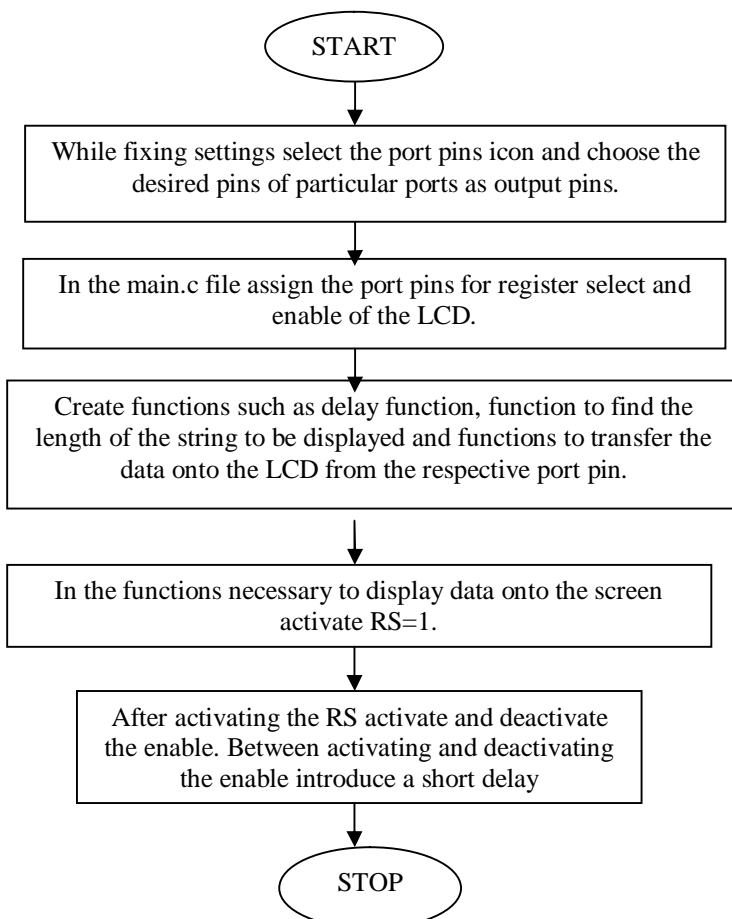 START
While fixing settings select the port pins icon and choose the
desired pins of particular ports as output pins.
In the main.c file assign the port pins for register select and
enable of the LCD.
Create functions such as delay function, function to find the
length of the string to be displayed and functions to transfer the
data onto the LCD from the respective port pin.
In the functions necessary to display data onto the screen
activate RS=1.
After activating the RS activate and deactivate
the enable. Between activating and deactivating
the enable introduce a short delay
STOP